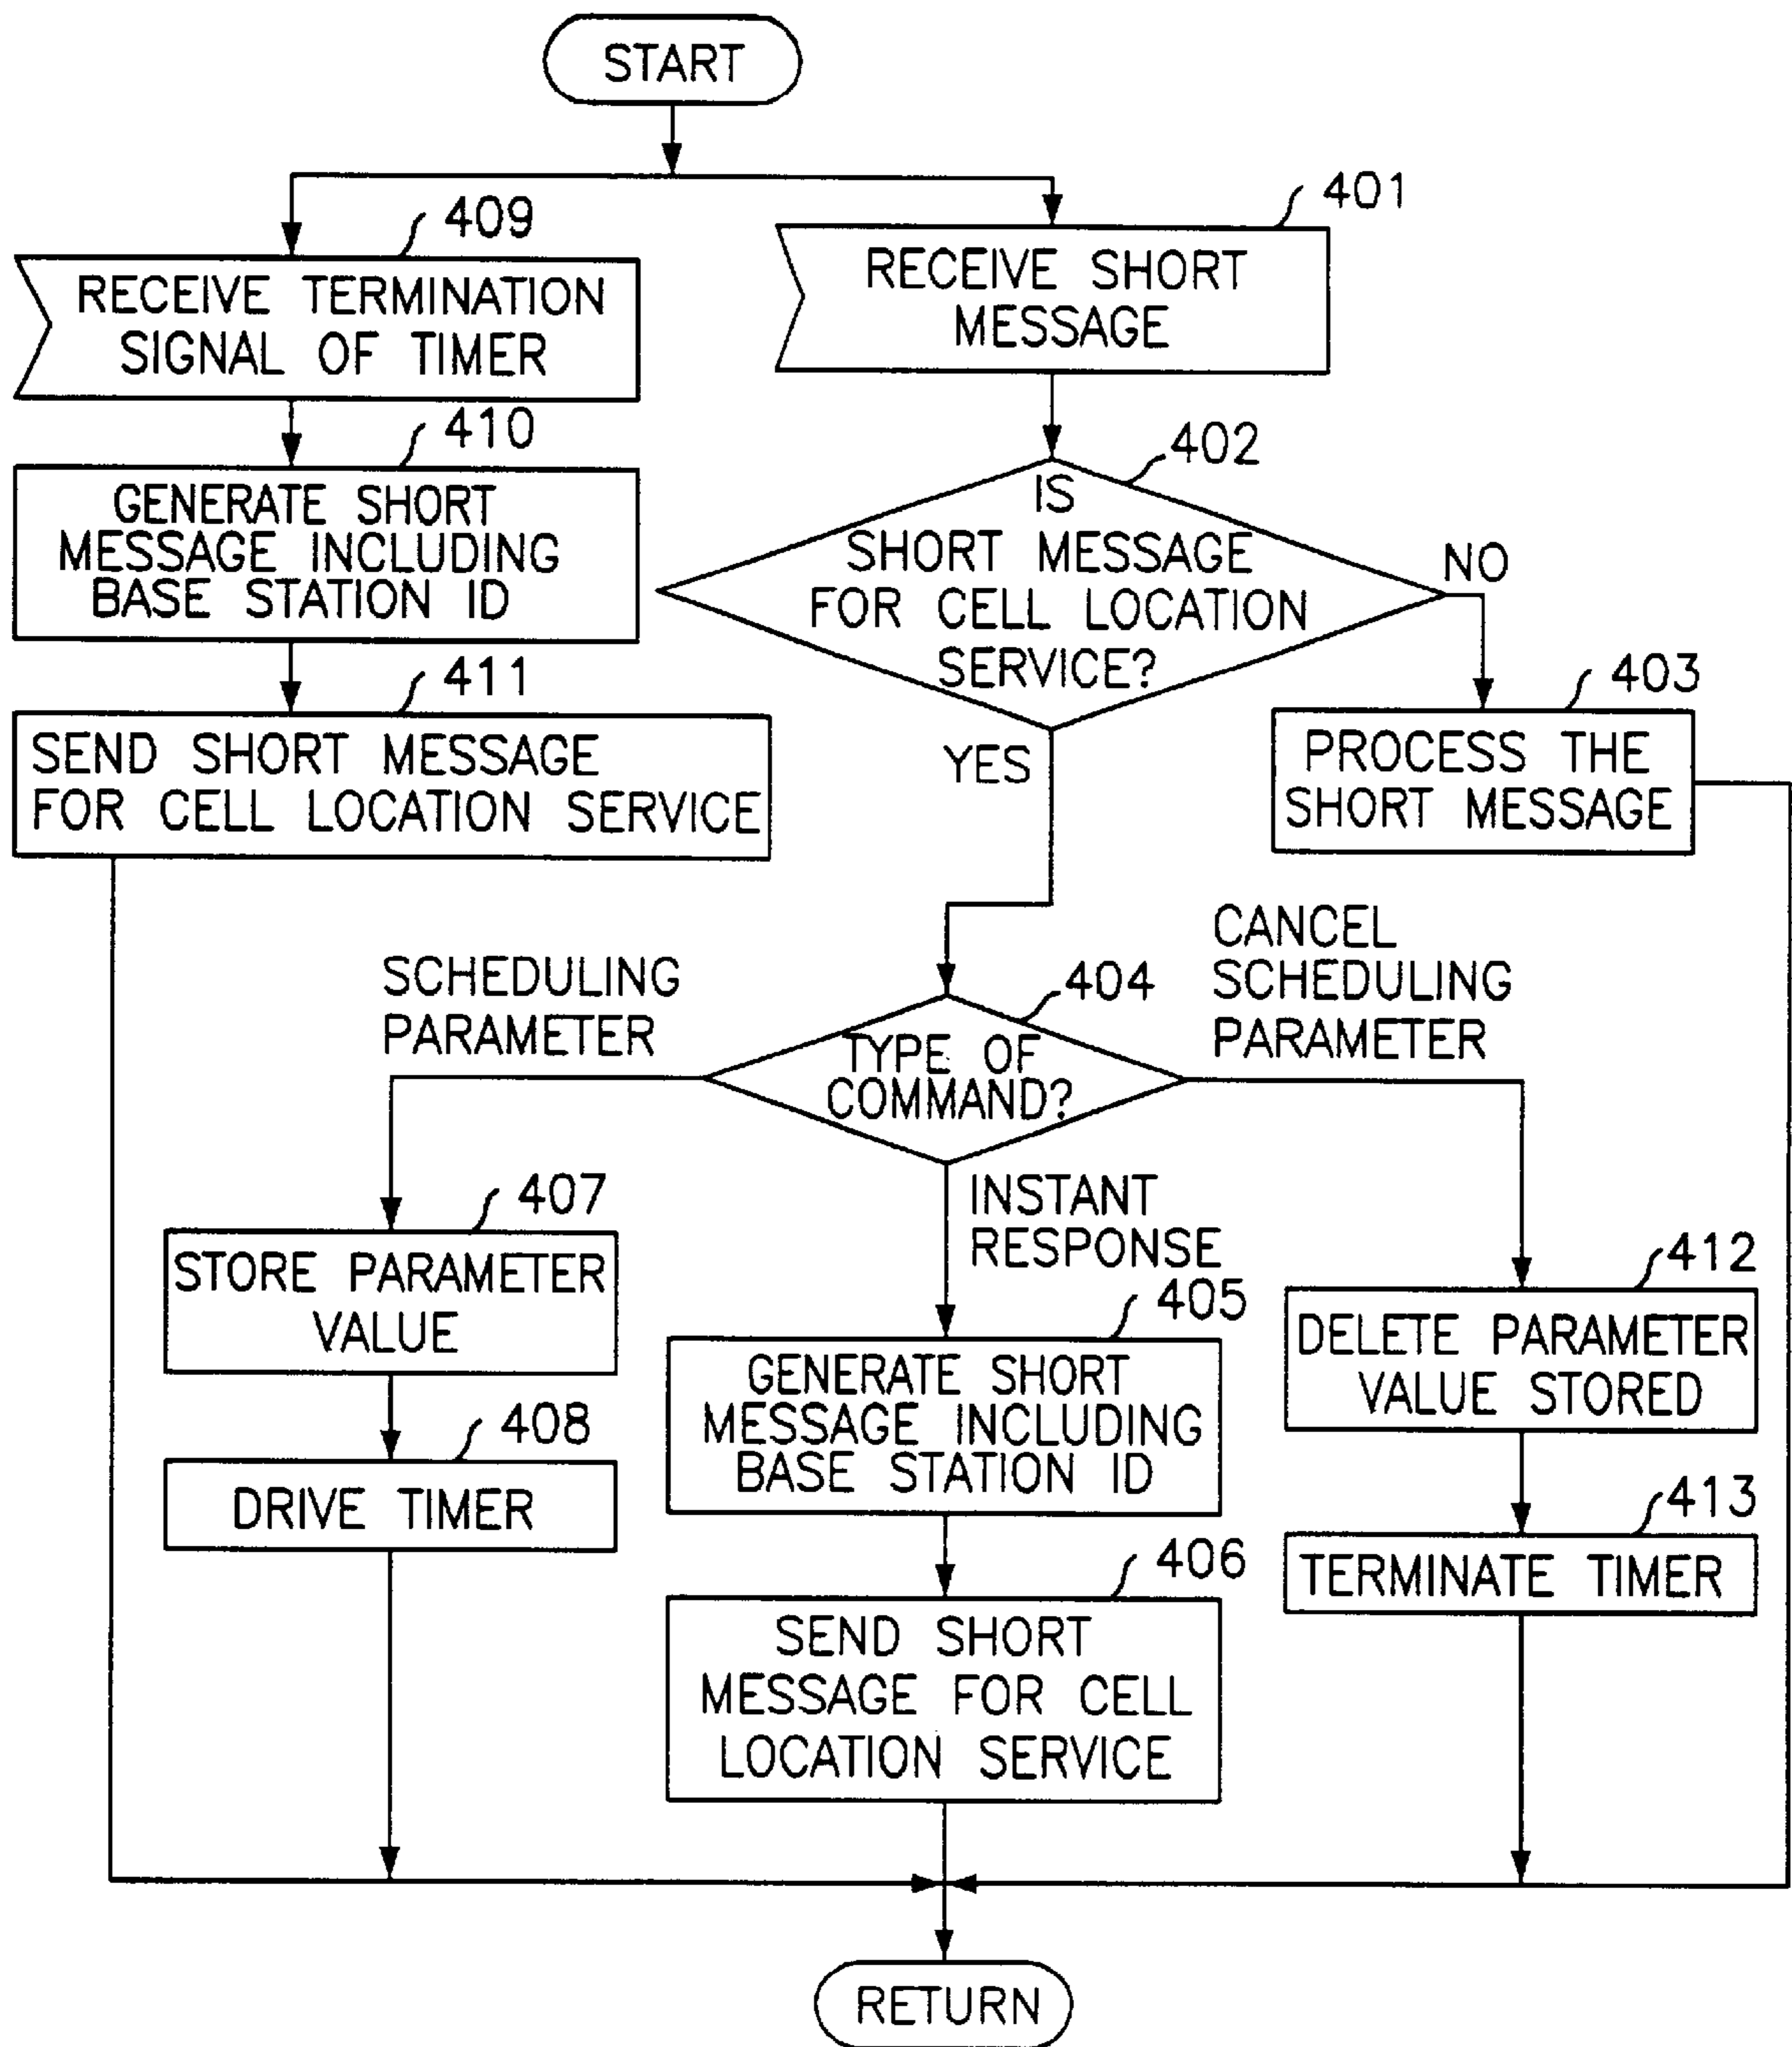 START
401
RECEIVE SHORT
MESSAGE
409
RECEIVE TERMINATION
SIGNAL OF TIMER
410
GENERATE SHORT
MESSAGE INCLUDING
BASE STATION ID
411
SEND SHORT MESSAGE
FOR CELL LOCATION SERVICE
402
IS
SHORT MESSAGE
FOR CELL LOCATION
SERVICE?
NO
YES
403
PROCESS THE
SHORT MESSAGE
404
TYPE OF
COMMAND?
SCHEDULING
PARAMETER
CANCEL
SCHEDULING
PARAMETER
INSTANT
RESPONSE
407
STORE PARAMETER
VALUE
408
DRIVE TIMER
405
GENERATE SHORT
MESSAGE INCLUDING
BASE STATION ID
406
SEND SHORT
MESSAGE FOR CELL
LOCATION SERVICE
412
DELETE PARAMETER
VALUE STORED
413
TERMINATE TIMER
RETURN